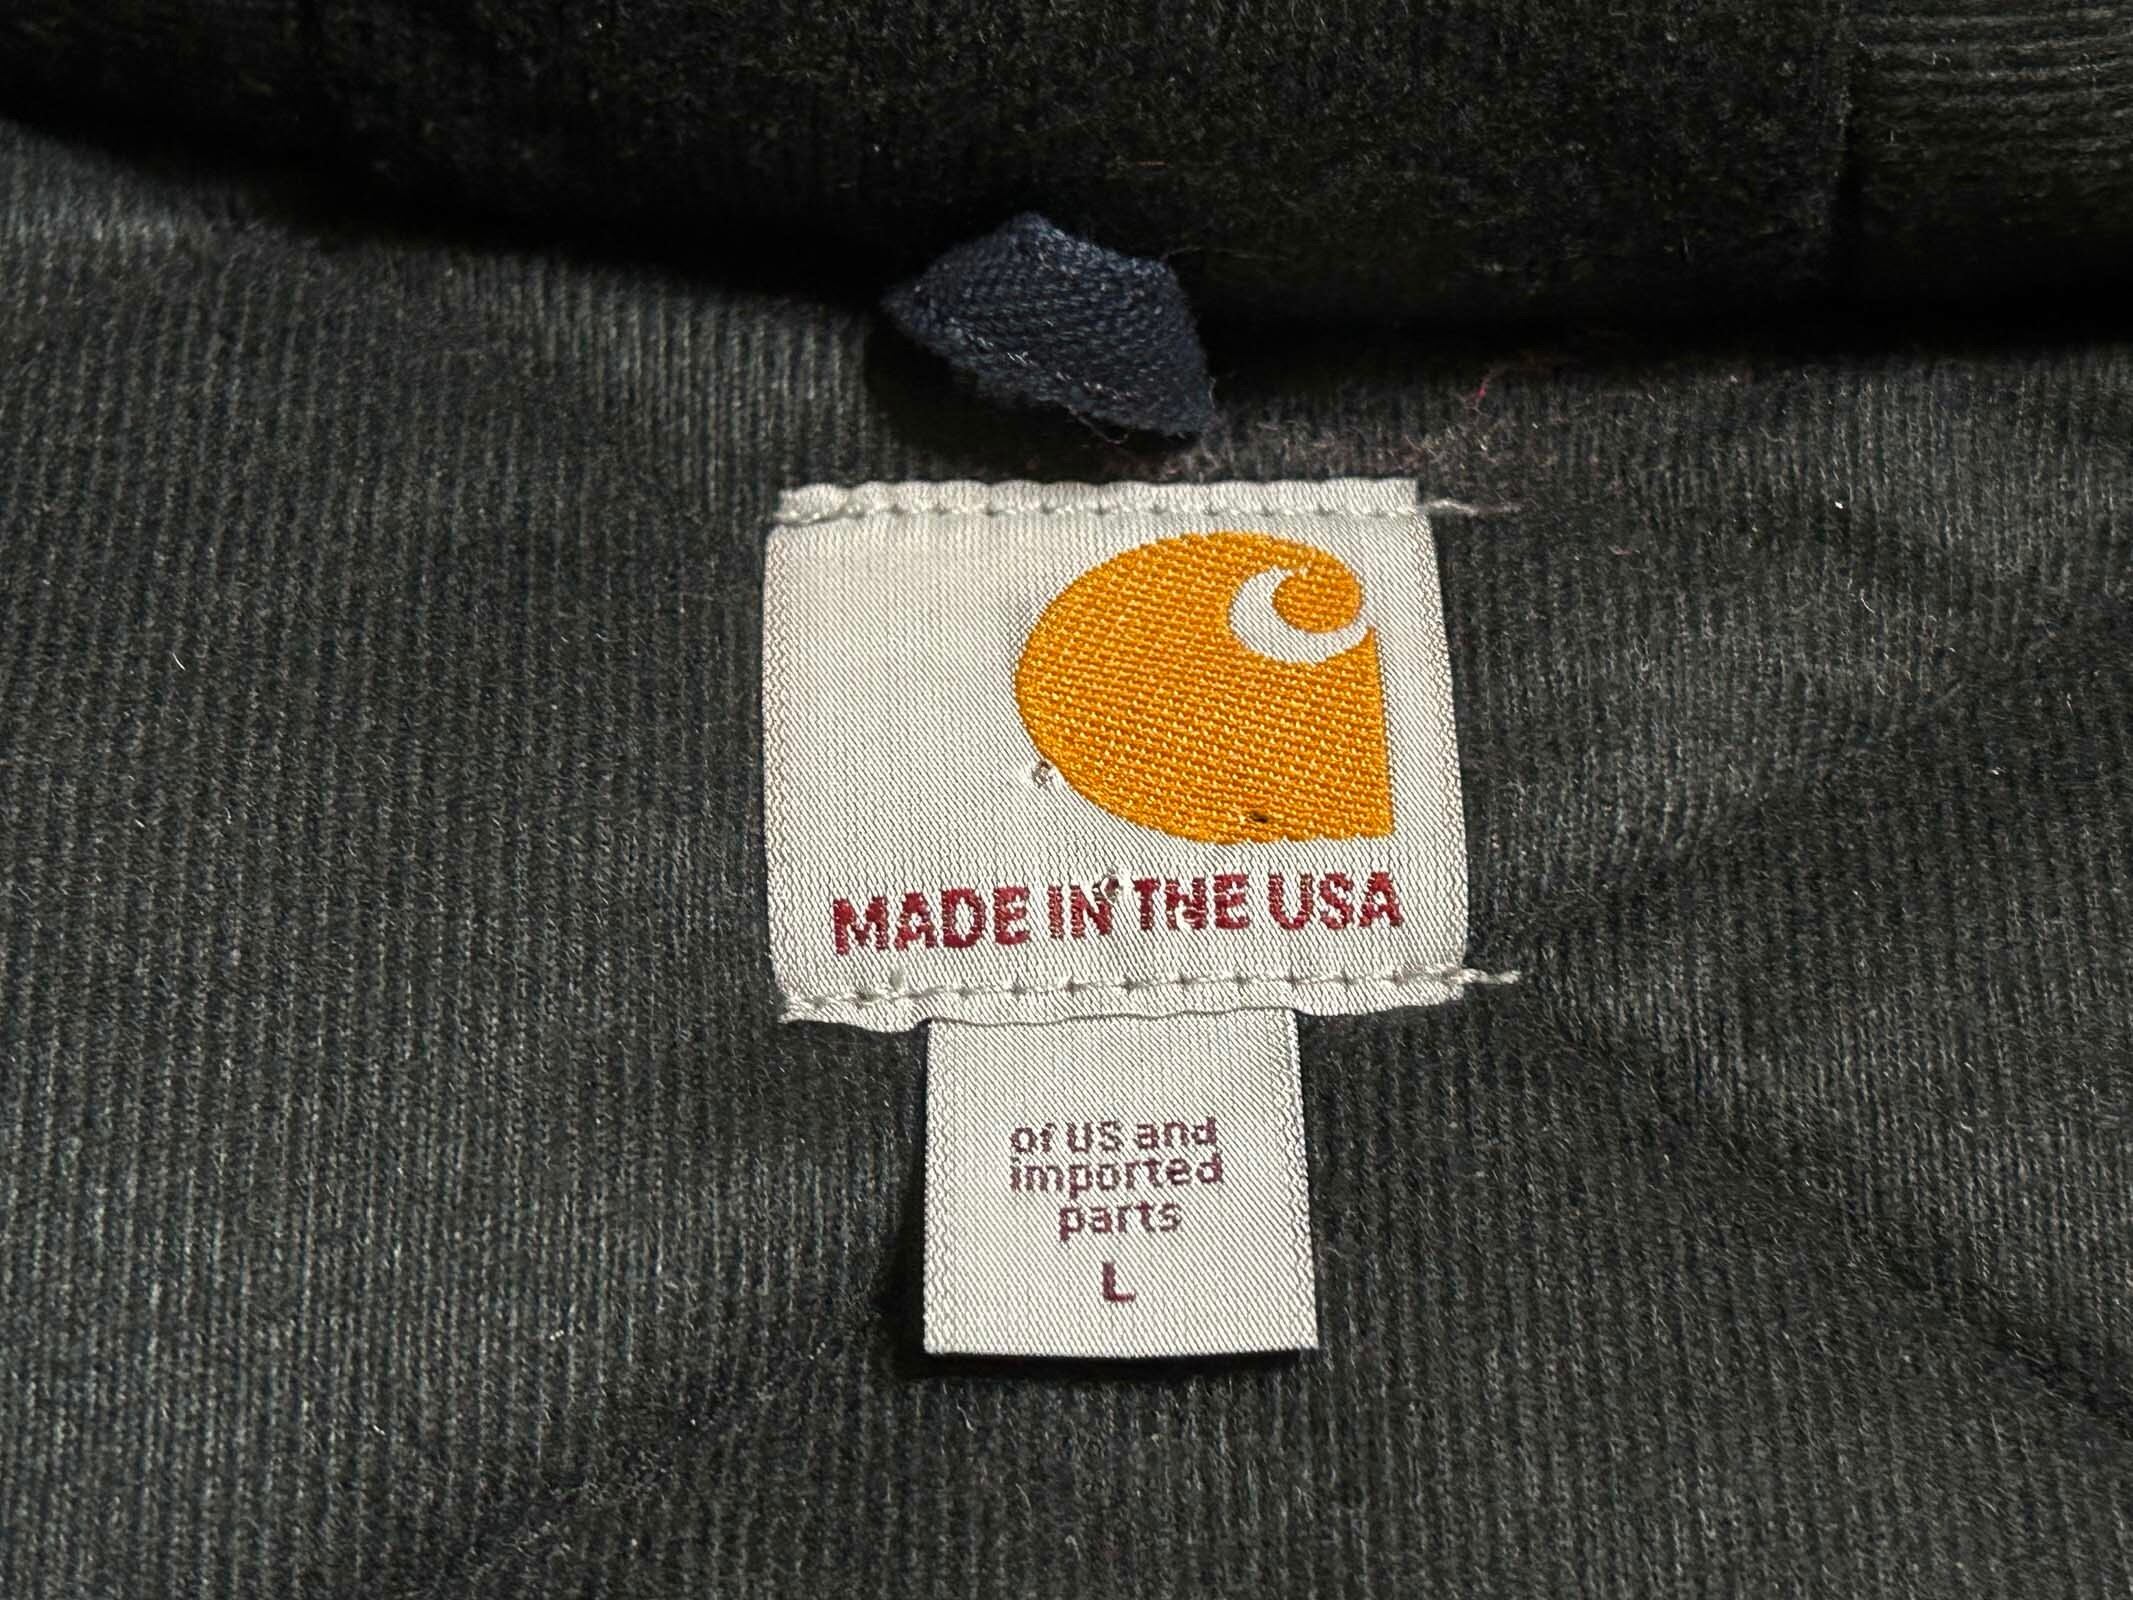 MADE IN THE USA
of US and
imported
parts
L